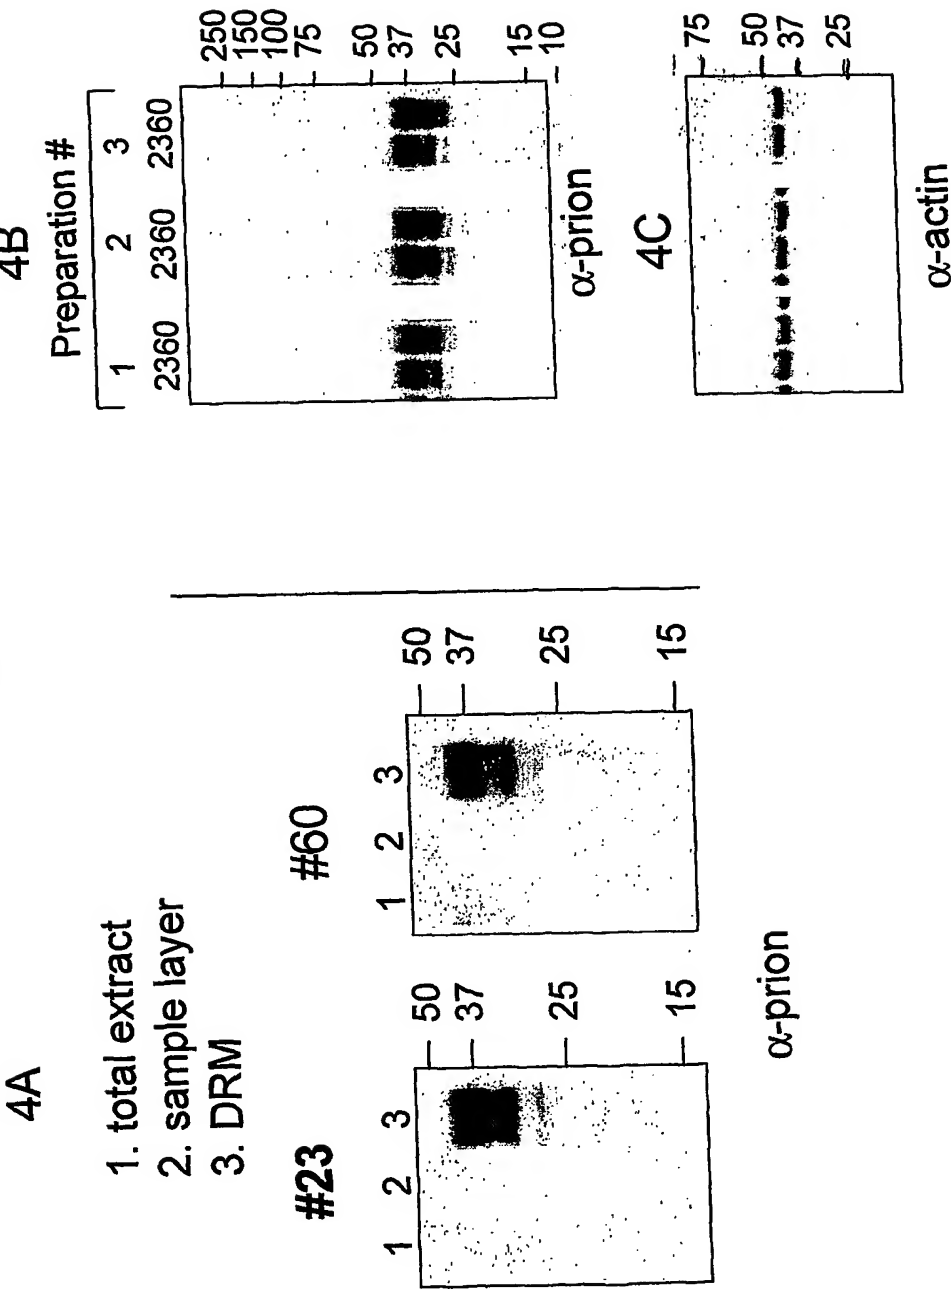 4A
1. total extract
2. sample layer
3. DRM
#23
1 2 3
50
37
25
15
#60
1 2 3
50
37
25
15
α-prion
4B
Preparation #
1 2 3
2360 2360 2360
250
150
100
75
50
37
25
15
10
α-prion
4C
75
50
37
25
α-actin